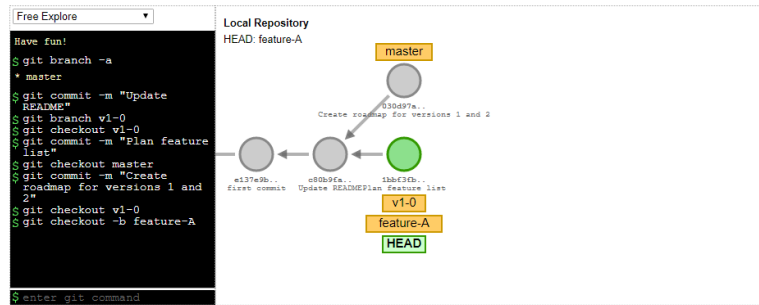 Free Explore
Have fun!
$ git branch -a
* master
$ git commit -m "Update
README"
$ git branch v1-0
$ git checkout v1-0
$ git commit -m "Plan feature
list"
$ git checkout master
$ git commit -m "Create
roadmap for versions 1 and
2"
$ git checkout v1-0
$ git checkout -b feature-A
$ enter git command
Local Repository
HEAD: feature-A
master
030d97a..
Create roadmap for versions 1 and 2
e137e9b..
first commit
c80b9fa..
Update README
1bbf3fb..
Plan feature list
v1-0
feature-A
HEAD